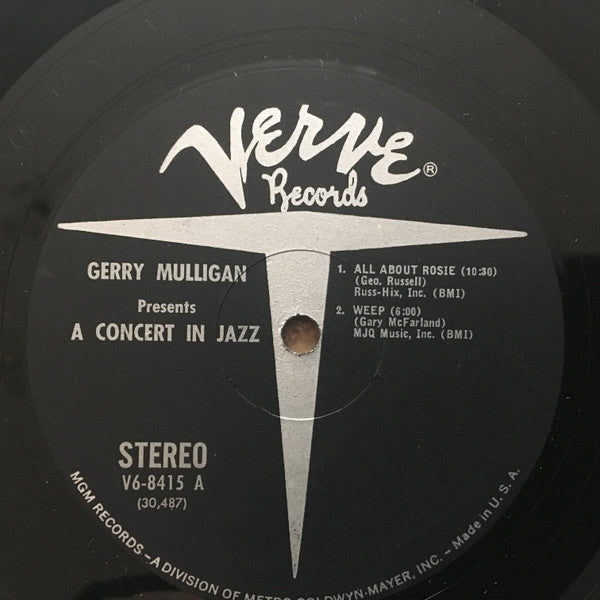 Verve ®
Records
GERRY MULLIGAN
Presents
A CONCERT IN JAZZ
1. ALL ABOUT ROSIE (10:30)
(Geo. Russell)
Russ-Hix, Inc. (BMI)
2. WEEP (6:00)
(Gary McFarland)
MJQ Music, Inc. (BMI)
STEREO
V6-8415 A
(30,487)
MGM RECORDS – A DIVISION OF METRO-GOLDWYN-MAYER, INC. – Made in U. S. A.